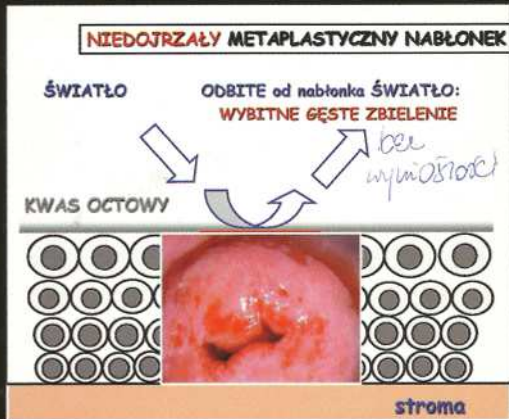 NIEDOJRZAŁY METAPLASTYCZNY NABŁONEK
ŚWIATŁO
ODBITE od nabłonka ŚWIATŁO:
WYBITNE GĘSTE ZBIELENIE
bez
wyniosłości
KWAS OCTOWY
stroma